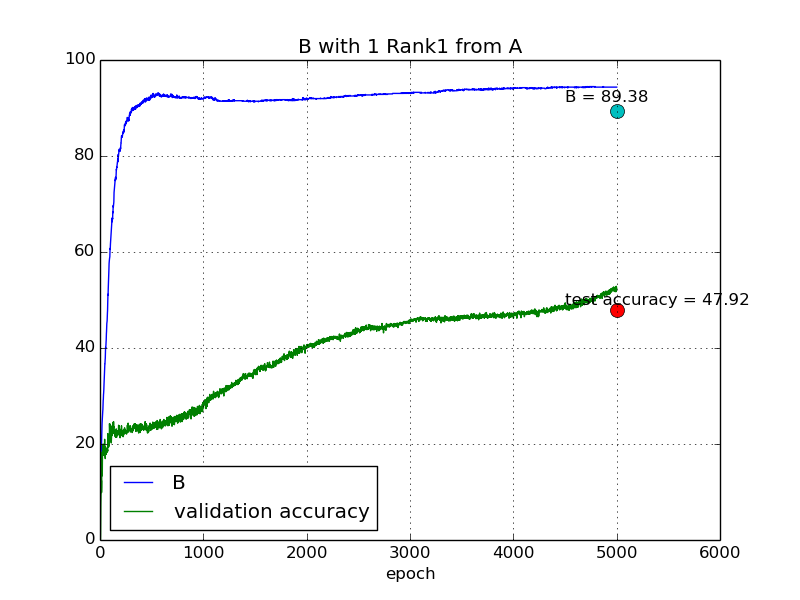 B with 1 Rank1 from A
100
80
60
40
20
0
B = 89.38
test accuracy = 47.92
B
validation accuracy
0 1000 2000 3000 4000 5000 6000
epoch